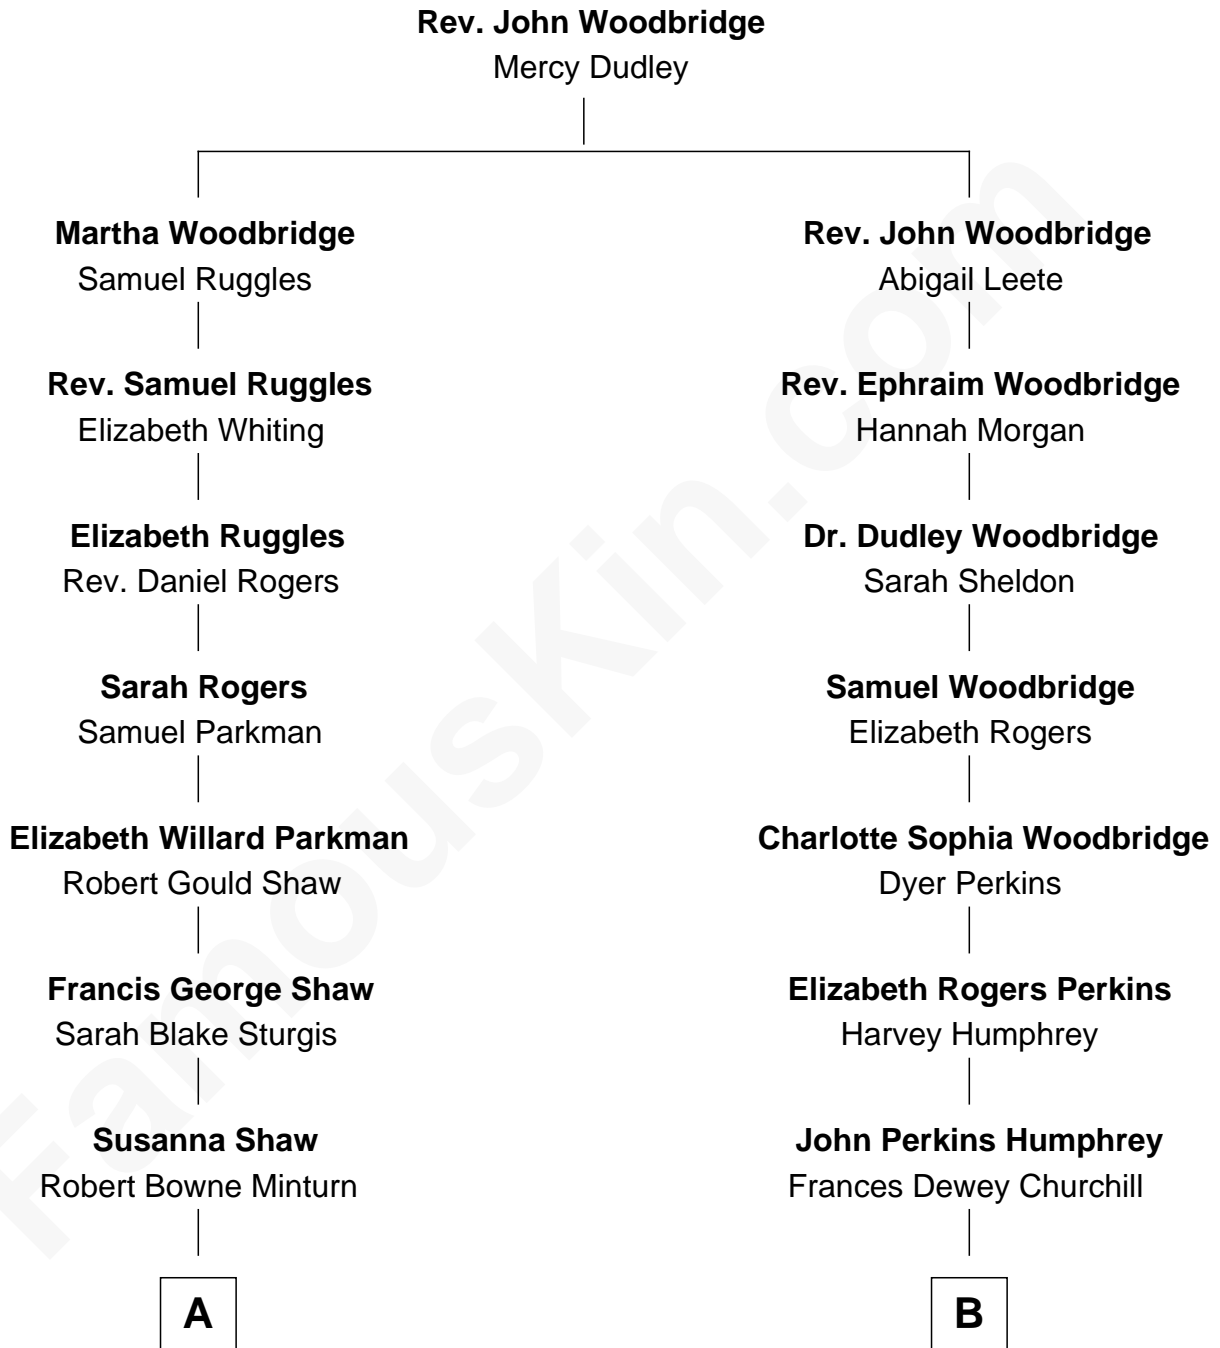 Rev. John Woodbridge
Mercy Dudley
Martha Woodbridge
Samuel Ruggles
Rev. John Woodbridge
Abigail Leete
Rev. Samuel Ruggles
Elizabeth Whiting
Rev. Ephraim Woodbridge
Hannah Morgan
Elizabeth Ruggles
Rev. Daniel Rogers
Dr. Dudley Woodbridge
Sarah Sheldon
Sarah Rogers
Samuel Parkman
Samuel Woodbridge
Elizabeth Rogers
Elizabeth Willard Parkman
Robert Gould Shaw
Charlotte Sophia Woodbridge
Dyer Perkins
Francis George Shaw
Sarah Blake Sturgis
Elizabeth Rogers Perkins
Harvey Humphrey
Susanna Shaw
Robert Bowne Minturn
John Perkins Humphrey
Frances Dewey Churchill
A
B
FamousKin.com